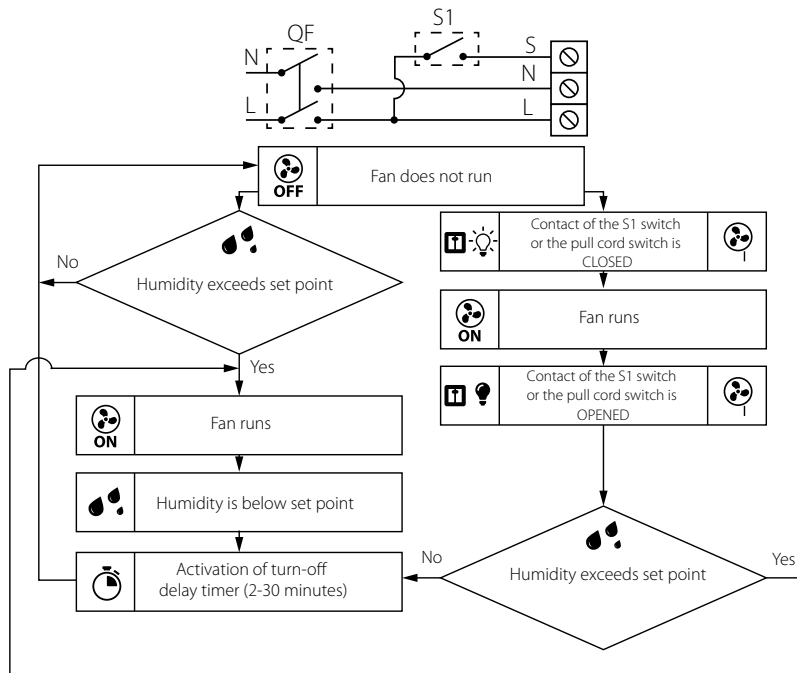 QF
S1
N
S
N
L
L
Fan does not run
OFF
No
Humidity exceeds set point
Yes
Contact of the S1 switch
or the pull cord switch is
CLOSED
Fan runs
ON
Contact of the S1 switch
or the pull cord switch is
OPENED
Fan runs
ON
Humidity is below set point
Activation of turn-off
delay timer (2-30 minutes)
No
Humidity exceeds set point
Yes